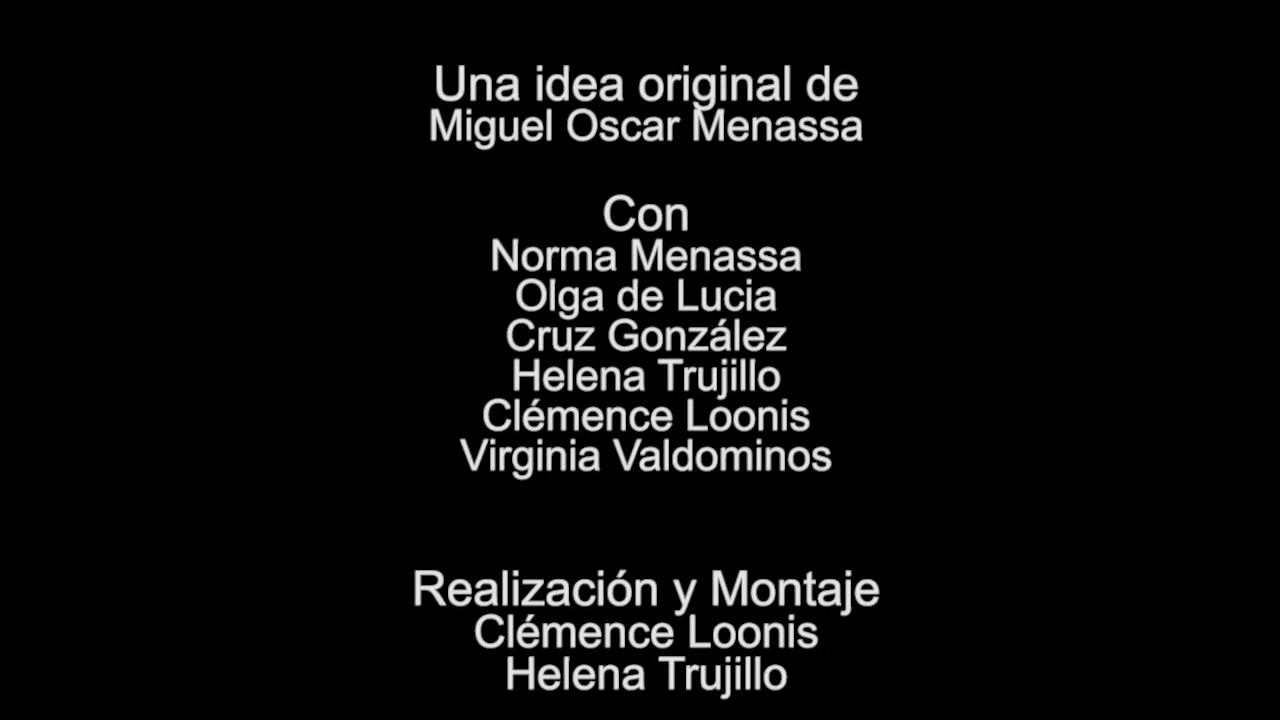 Una idea original de
Miguel Oscar Menassa
Con
Norma Menassa
Olga de Lucia
Cruz González
Helena Trujillo
Clémence Loonis
Virginia Valdominos
Realización y Montaje
Clémence Loonis
Helena Trujillo